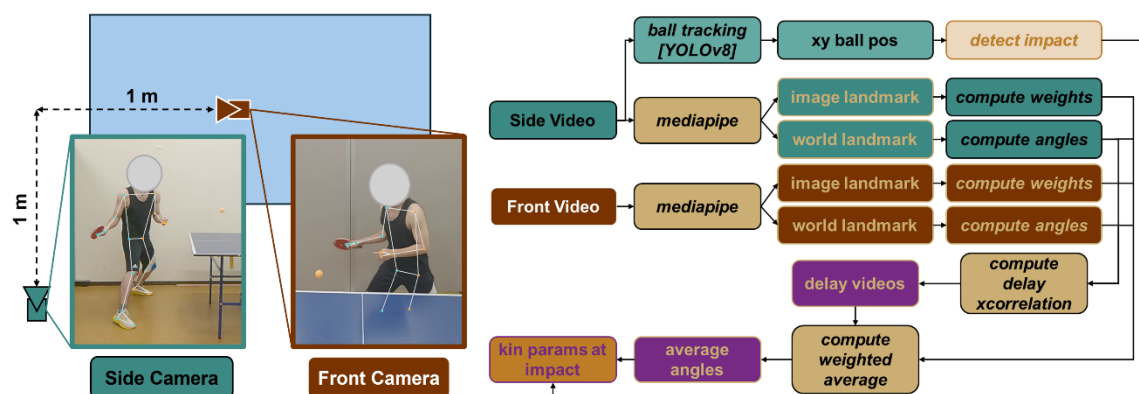 1 m
1 m
Side Camera
Front Camera
ball tracking
[YOLOv8]
xy ball pos
detect impact
Side Video
mediapipe
image landmark
compute weights
world landmark
compute angles
Front Video
mediapipe
image landmark
compute weights
world landmark
compute angles
delay videos
compute
delay
xcorrelation
kin params at
impact
average
angles
compute
weighted
average